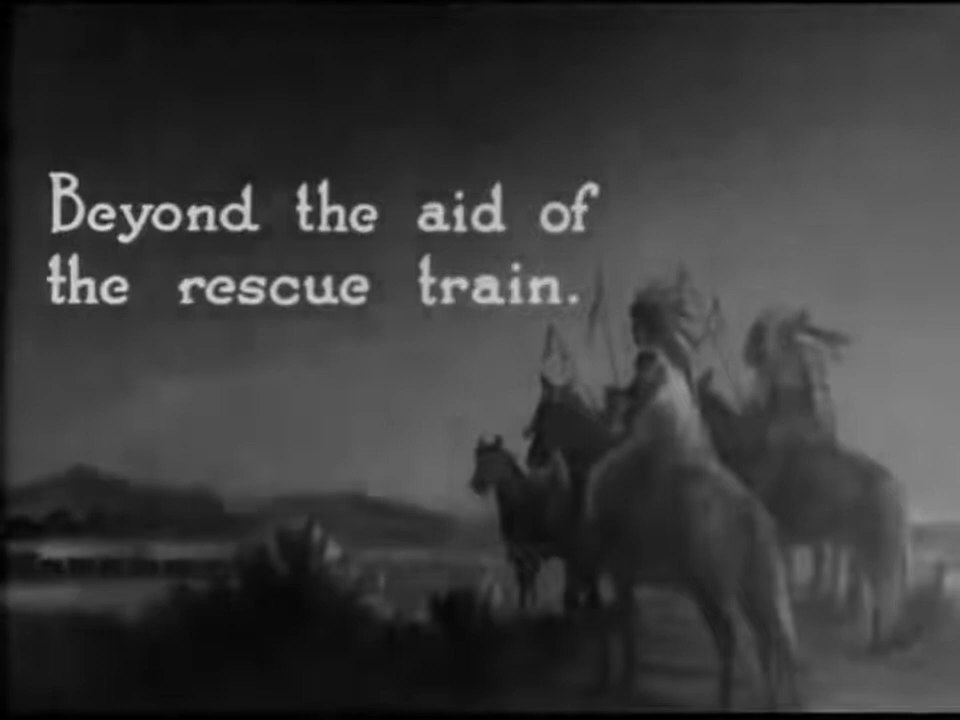 Beyond the aid of
the rescue train.